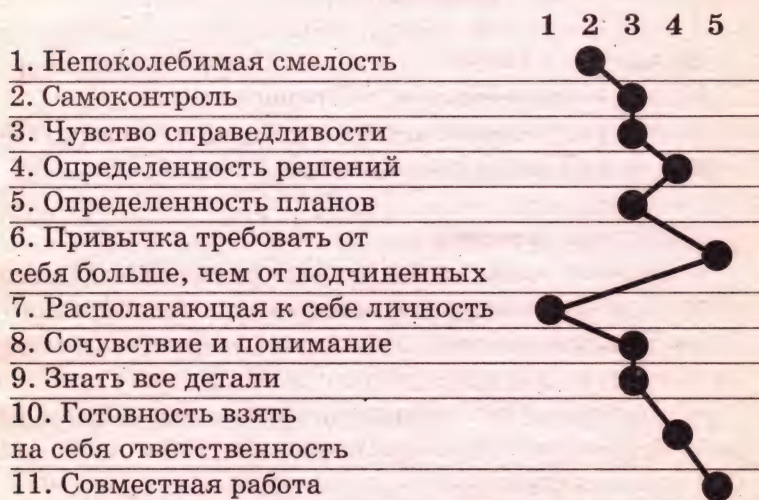 1 2 3 4 5
1. Непоколебимая смелость
2. Самоконтроль
3. Чувство справедливости
4. Определенность решений
5. Определенность планов
6. Привычка требовать от
себя больше, чем от подчиненных
7. Располагающая к себе личность
8. Сочувствие и понимание
9. Знать все детали
10. Готовность взять
на себя ответственность
11. Совместная работа